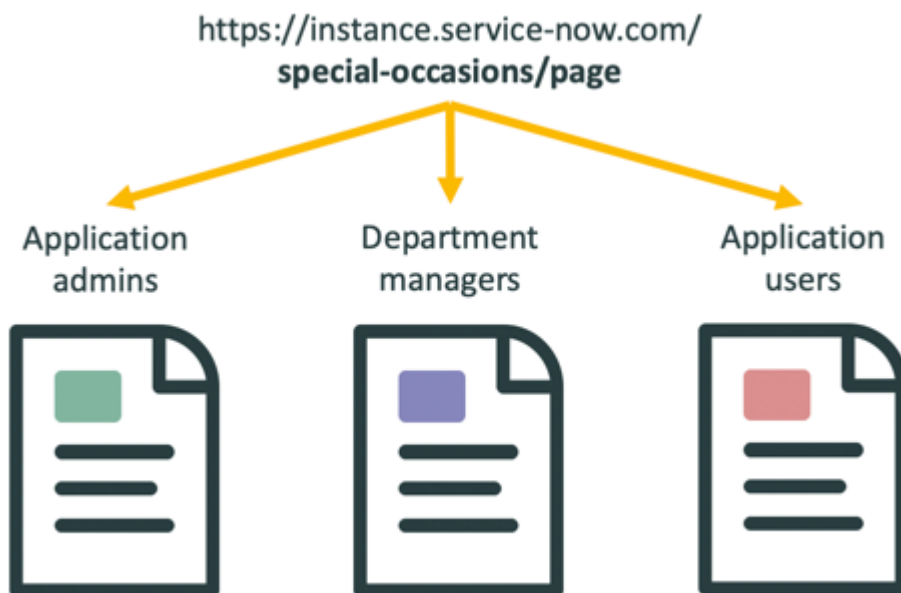 https://instance.service-now.com/
special-occasions/page
Application
admins
Department
managers
Application
users